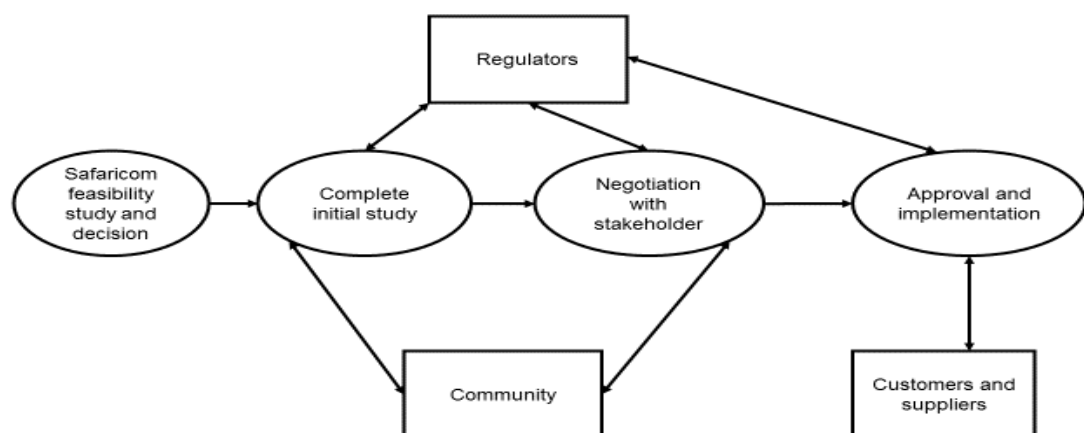 Regulators
Safaricom
feasibility
study and
decision
Complete
initial study
Negotiation
with
stakeholder
Approval and
implementation
Community
Customers and
suppliers